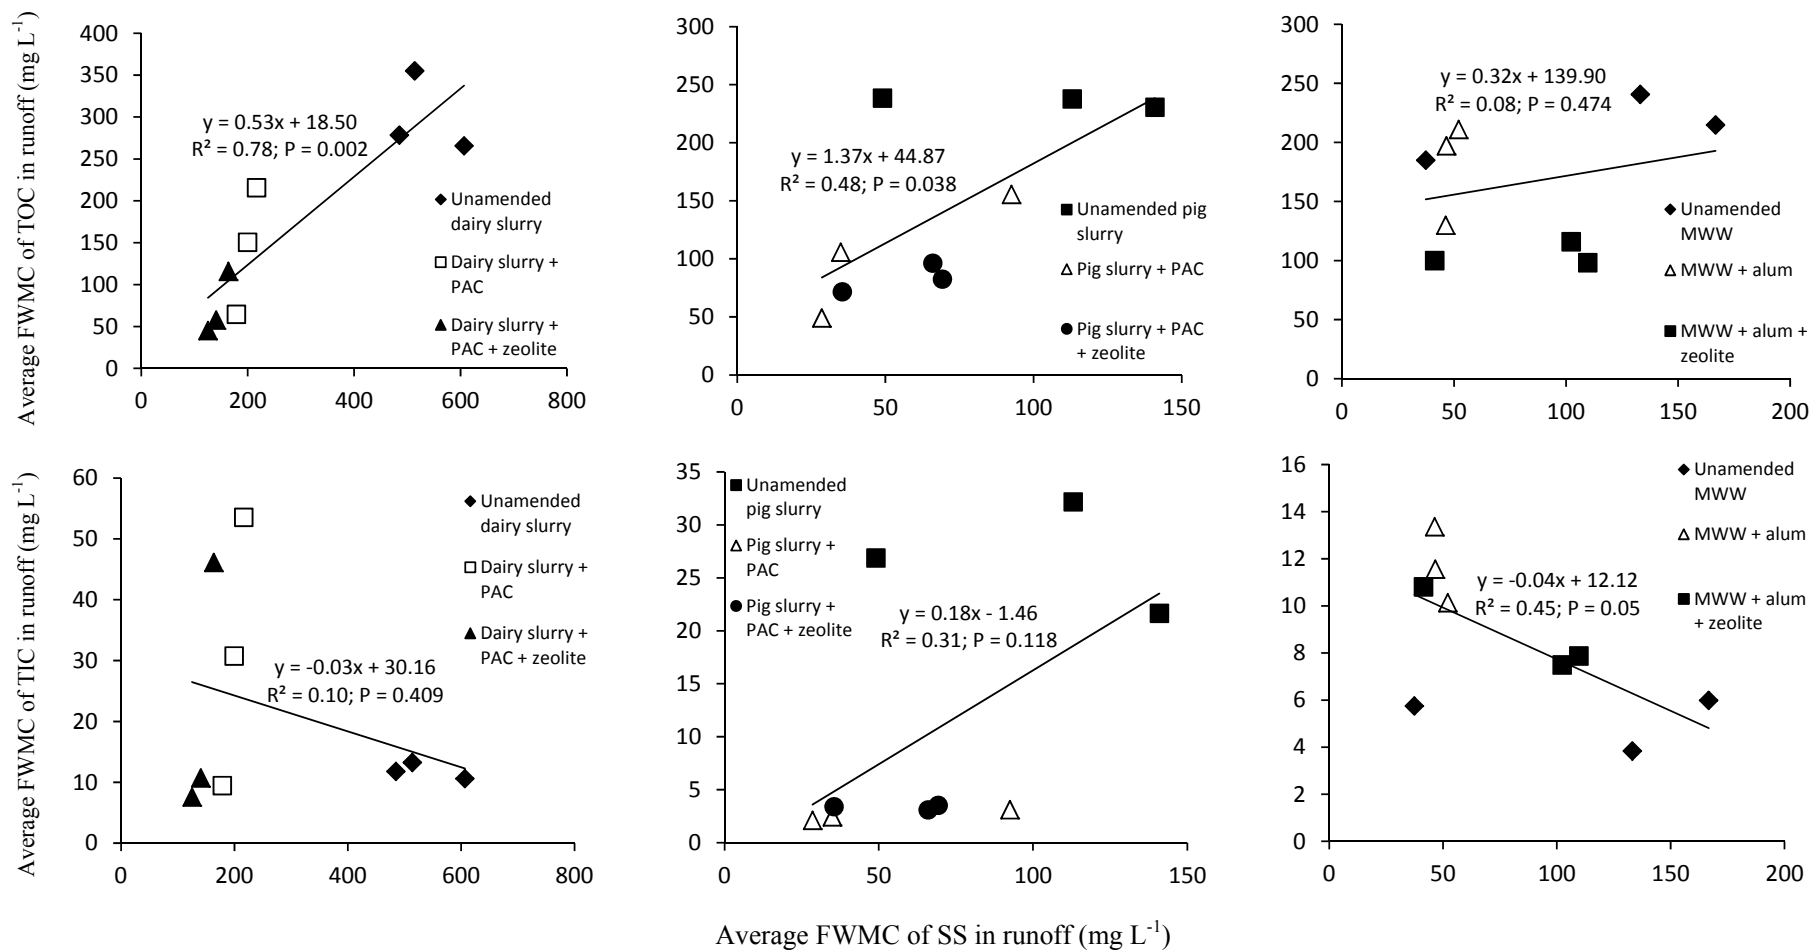 Average FWMC of TOC in runoff (mg L⁻¹)
400
350
300
250
200
150
100
50
0
0 200 400 600 800
y = 0.53x + 18.50
R² = 0.78; P = 0.002
Unamended
dairy slurry
Dairy slurry +
PAC
Dairy slurry +
PAC + zeolite
300
250
200
150
100
50
0
0 50 100 150
y = 1.37x + 44.87
R² = 0.48; P = 0.038
Unamended pig
slurry
Pig slurry + PAC
Pig slurry + PAC
+ zeolite
300
250
200
150
100
50
0
0 50 100 150 200
y = 0.32x + 139.90
R² = 0.08; P = 0.474
Unamended
MWW
MWW + alum
MWW + alum +
zeolite
Average FWMC of TIC in runoff (mg L⁻¹)
60
50
40
30
20
10
0
0 200 400 600 800
Unamended
dairy slurry
Dairy slurry +
PAC
Dairy slurry +
PAC + zeolite
y = -0.03x + 30.16
R² = 0.10; P = 0.409
35
30
25
20
15
10
5
0
0 50 100 150
Unamended
pig slurry
Pig slurry +
PAC
Pig slurry +
PAC + zeolite
y = 0.18x - 1.46
R² = 0.31; P = 0.118
16
14
12
10
8
6
4
2
0
0 50 100 150 200
Unamended
MWW
MWW + alum
MWW + alum
+ zeolite
y = -0.04x + 12.12
R² = 0.45; P = 0.05
Average FWMC of SS in runoff (mg L⁻¹)